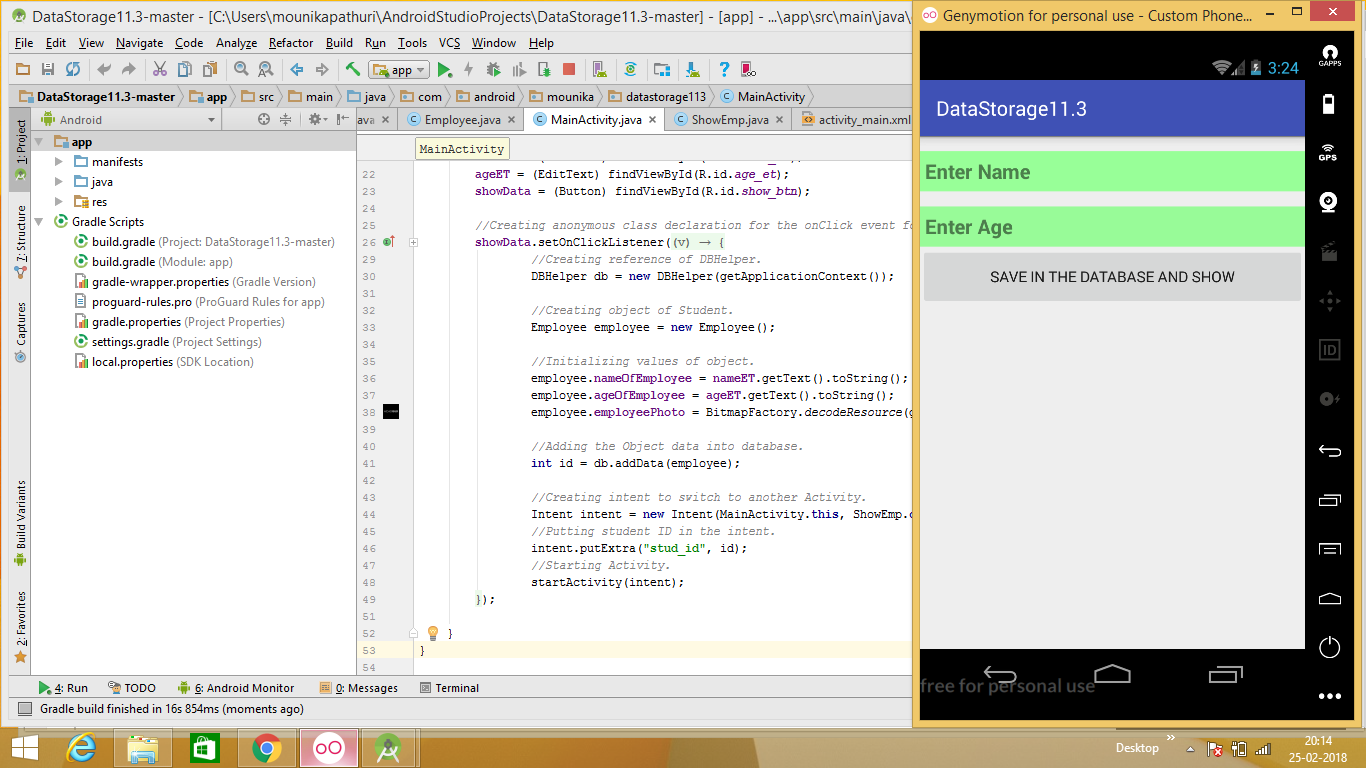 DataStorage11.3-master - [C:\Users\mounikapathuri\AndroidStudioProjects\DataStorage11.3-master] - [app] - ...\app\src\main\java\
File Edit View Navigate Code Analyze Refactor Build Run Tools VCS Window Help
app
DataStorage11.3-master app src main java com android mounika datastorage113 MainActivity
Android
ava Employee.java MainActivity.java ShowEmp.java activity_main.xml
MainActivity
1: Project
7: Structure
Captures
Build Variants
2: Favorites
app
manifests
java
res
Gradle Scripts
build.gradle (Project: DataStorage11.3-master)
build.gradle (Module: app)
gradle-wrapper.properties (Gradle Version)
proguard-rules.pro (ProGuard Rules for app)
gradle.properties (Project Properties)
settings.gradle (Project Settings)
local.properties (SDK Location)
22 ageET = (EditText) findViewById(R.id.age_et);
23 showData = (Button) findViewById(R.id.show_btn);
24
25 //Creating anonymous class declaration for the onClick event fo
26 showData.setOnClickListener((v) → {
29 //Creating reference of DBHelper.
30 DBHelper db = new DBHelper(getApplicationContext());
31
32 //Creating object of Student.
33 Employee employee = new Employee();
34
35 //Initializing values of object.
36 employee.nameOfEmployee = nameET.getText().toString();
37 employee.ageOfEmployee = ageET.getText().toString();
38 employee.employeePhoto = BitmapFactory.decodeResource(g
39
40 //Adding the Object data into database.
41 int id = db.addData(employee);
42
43 //Creating intent to switch to another Activity.
44 Intent intent = new Intent(MainActivity.this, ShowEmp.c
45 //Putting student ID in the intent.
46 intent.putExtra("stud_id", id);
47 //Starting Activity.
48 startActivity(intent);
49 });
51
52 }
53 }
54
4: Run TODO 6: Android Monitor 0: Messages Terminal
Gradle build finished in 16s 854ms (moments ago)
Genymotion for personal use - Custom Phone...
3:24
DataStorage11.3
Enter Name
Enter Age
SAVE IN THE DATABASE AND SHOW
free for personal use
GAPPS
GPS
ID
Desktop
20:14
25-02-2018